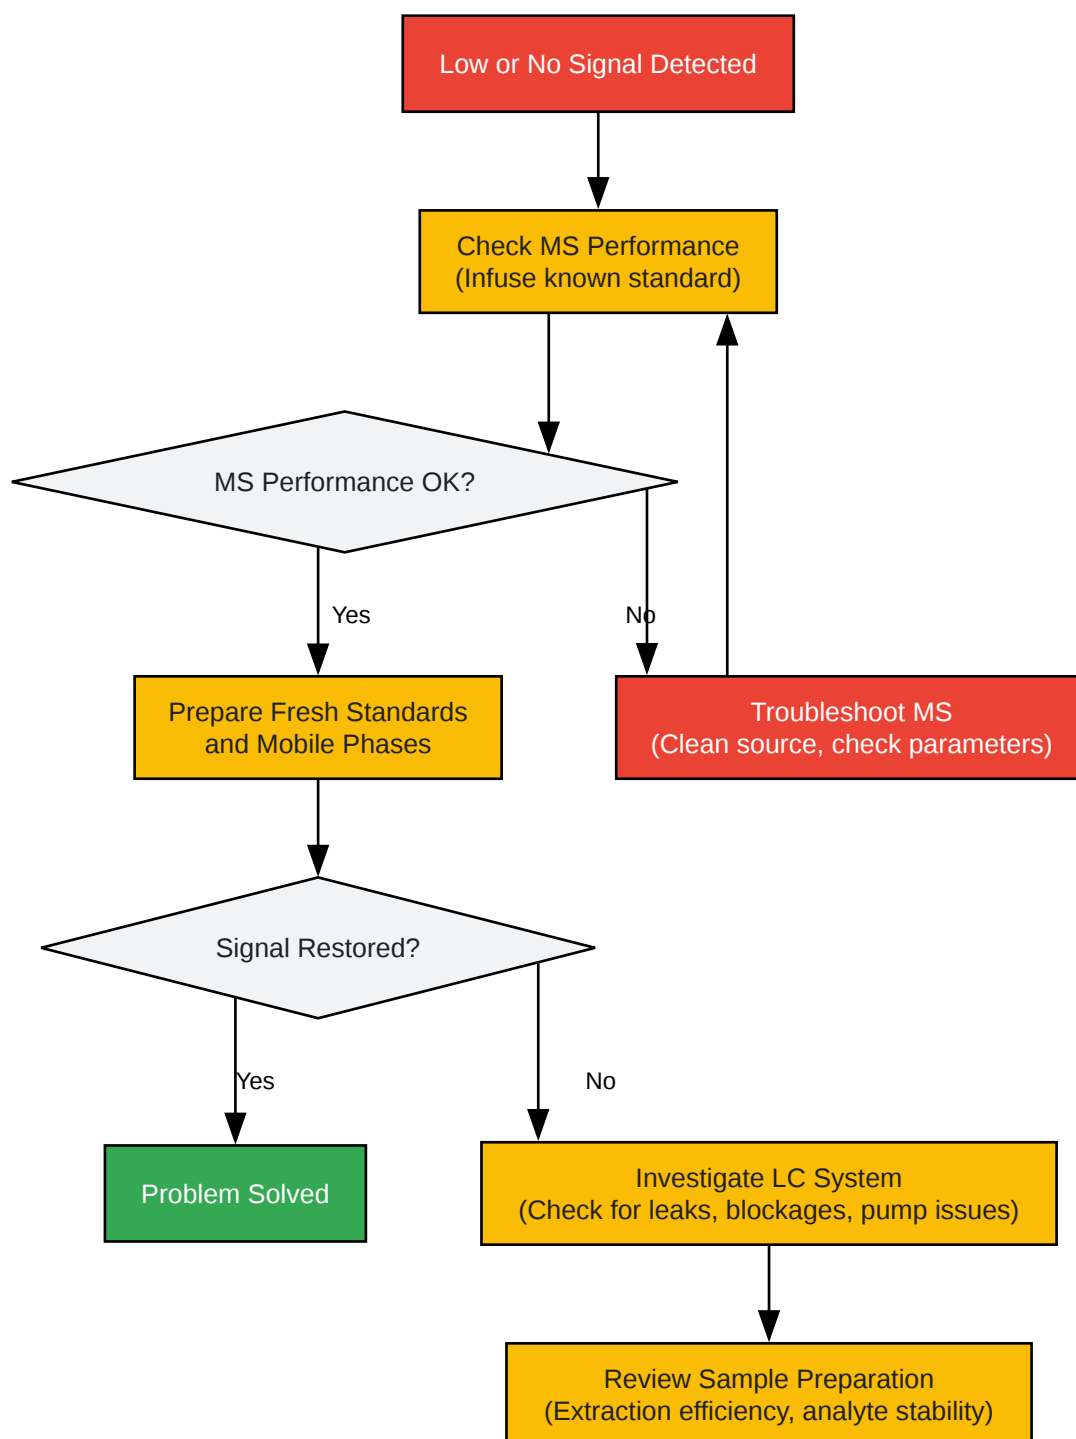 Low or No Signal Detected
Check MS Performance
(Infuse known standard)
MS Performance OK?
Yes
No
Prepare Fresh Standards
and Mobile Phases
Troubleshoot MS
(Clean source, check parameters)
Signal Restored?
Yes
No
Problem Solved
Investigate LC System
(Check for leaks, blockages, pump issues)
Review Sample Preparation
(Extraction efficiency, analyte stability)